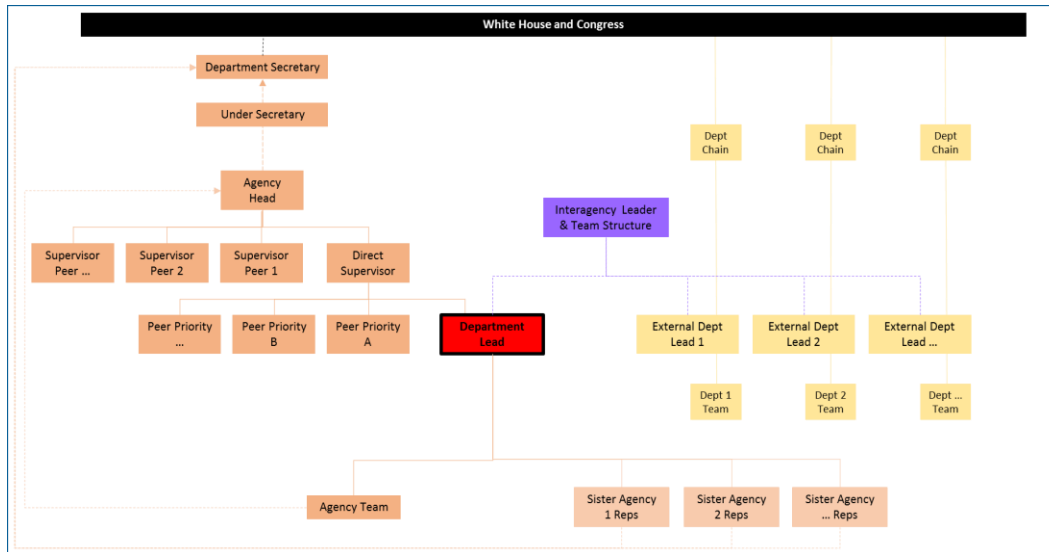 White House and Congress
Department Secretary
Under Secretary
Dept
Chain
Dept
Chain
Dept
Chain
Agency
Head
Interagency Leader
& Team Structure
Supervisor
Peer ...
Supervisor
Peer 2
Supervisor
Peer 1
Direct
Supervisor
Peer Priority
...
Peer Priority
B
Peer Priority
A
Department
Lead
External Dept
Lead 1
External Dept
Lead 2
External Dept
Lead ...
Dept 1
Team
Dept 2
Team
Dept ...
Team
Agency Team
Sister Agency
1 Reps
Sister Agency
2 Reps
Sister Agency
... Reps